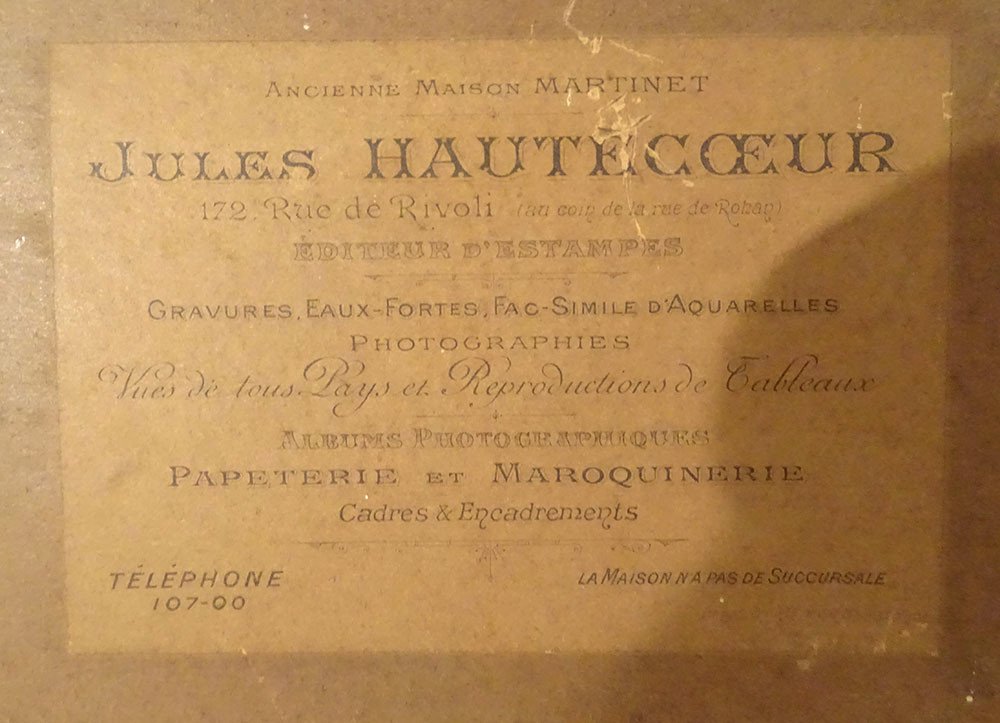 ANCIENNE MAISON MARTINET
JULES HAUTECŒUR
172, Rue de Rivoli (au coin de la rue de Rohan)
ÉDITEUR D'ESTAMPES
GRAVURES, EAUX-FORTES, FAC-SIMILE D'AQUARELLES
PHOTOGRAPHIES
Vues de tous Pays et Reproductions de Tableaux
ALBUMS PHOTOGRAPHIQUES
PAPETERIE ET MAROQUINERIE
Cadres & Encadrements
TÉLÉPHONE
107-00
LA MAISON N'A PAS DE SUCCURSALE